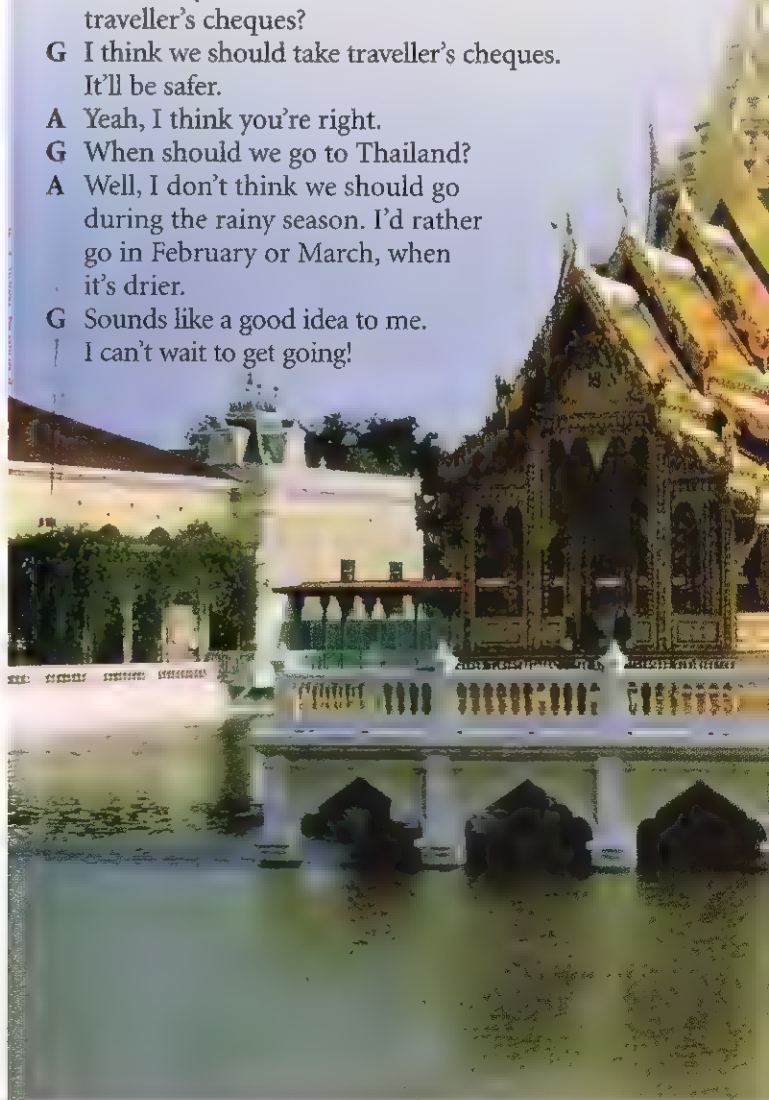 traveller's cheques?
G I think we should take traveller's cheques.
It'll be safer.
A Yeah, I think you're right.
G When should we go to Thailand?
A Well, I don't think we should go
during the rainy season. I'd rather
go in February or March, when
it's drier.
G Sounds like a good idea to me.
I can't wait to get going!